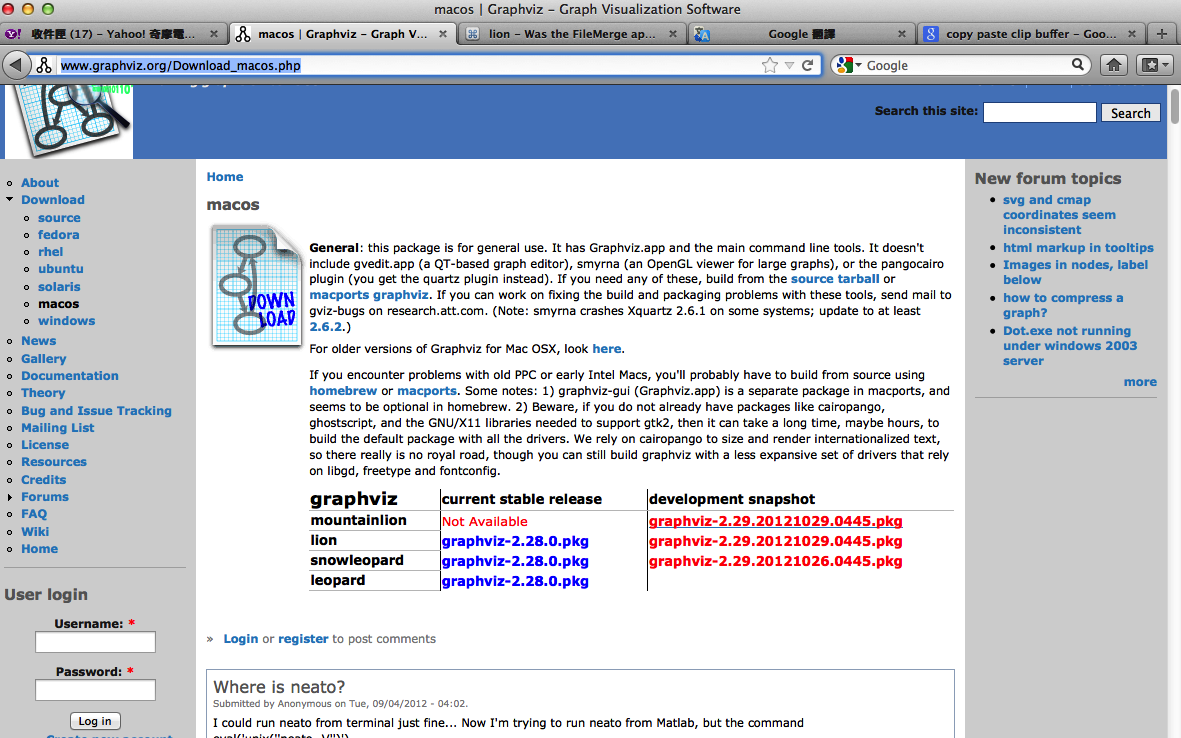 macos | Graphviz – Graph Visualization Software
收件匣 (17) – Yahoo! 奇摩電...
macos | Graphviz – Graph V...
lion – Was the FileMerge ap...
Google 翻譯
copy paste clip buffer – Goo...
www.graphviz.org/Download_macos.php
Google
Search this site:
Search
About
Download
source
fedora
rhel
ubuntu
solaris
macos
windows
News
Gallery
Documentation
Theory
Bug and Issue Tracking
Mailing List
License
Resources
Credits
Forums
FAQ
Wiki
Home
User login
Username: *
Password: *
Log in
Home
macos
DOWN
LOAD
General: this package is for general use. It has Graphviz.app and the main command line tools. It doesn't
include gvedit.app (a QT-based graph editor), smyrna (an OpenGL viewer for large graphs), or the pangocairo
plugin (you get the quartz plugin instead). If you need any of these, build from the source tarball or
macports graphviz. If you can work on fixing the build and packaging problems with these tools, send mail to
gviz-bugs on research.att.com. (Note: smyrna crashes Xquartz 2.6.1 on some systems; update to at least
2.6.2.)
For older versions of Graphviz for Mac OSX, look here.
If you encounter problems with old PPC or early Intel Macs, you'll probably have to build from source using
homebrew or macports. Some notes: 1) graphviz-gui (Graphviz.app) is a separate package in macports, and
seems to be optional in homebrew. 2) Beware, if you do not already have packages like cairopango,
ghostscript, and the GNU/X11 libraries needed to support gtk2, then it can take a long time, maybe hours, to
build the default package with all the drivers. We rely on cairopango to size and render internationalized text,
so there really is no royal road, though you can still build graphviz with a less expansive set of drivers that rely
on libgd, freetype and fontconfig.
graphviz current stable release development snapshot
mountainlion Not Available graphviz-2.29.20121029.0445.pkg
lion graphviz-2.28.0.pkg graphviz-2.29.20121029.0445.pkg
snowleopard graphviz-2.28.0.pkg graphviz-2.29.20121026.0445.pkg
leopard graphviz-2.28.0.pkg
» Login or register to post comments
Where is neato?
Submitted by Anonymous on Tue, 09/04/2012 - 04:02.
I could run neato from terminal just fine... Now I'm trying to run neato from Matlab, but the command
New forum topics
svg and cmap
coordinates seem
inconsistent
html markup in tooltips
Images in nodes, label
below
how to compress a
graph?
Dot.exe not running
under windows 2003
server
more